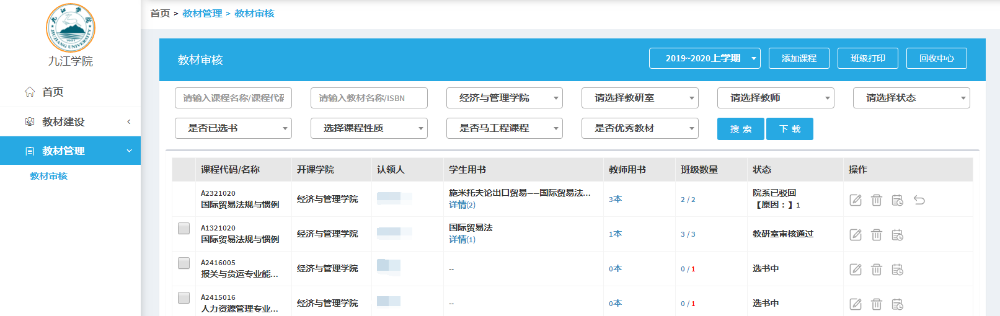 首页 > 教材管理 > 教材审核
九江学院
JIUJIANG UNIVERSITY
首页
教材建设
教材管理
教材审核
教材审核
2019~2020上学期
添加课程
班级打印
回收中心
请输入课程名称/课程代码
请输入教材名称/ISBN
经济与管理学院
请选择教研室
请选择教师
请选择状态
是否已选书
选择课程性质
是否马工程课程
是否优秀教材
搜 索
下 载
课程代码/名称 开课学院 认领人 学生用书 教师用书 班级数量 状态 操作
A2321020
国际贸易法规与惯例
经济与管理学院
施米托夫论出口贸易——国际贸易法...
详情(2)
3本
2 / 2
院系已驳回
【原因：】1
A1321020
国际贸易法规与惯例
经济与管理学院
国际贸易法
详情(1)
1本
3 / 3
教研室审核通过
A2416005
报关与货运专业能...
经济与管理学院
--
0本
0 / 1
选书中
A2415016
人力资源管理专业...
经济与管理学院
--
0本
0 / 1
选书中